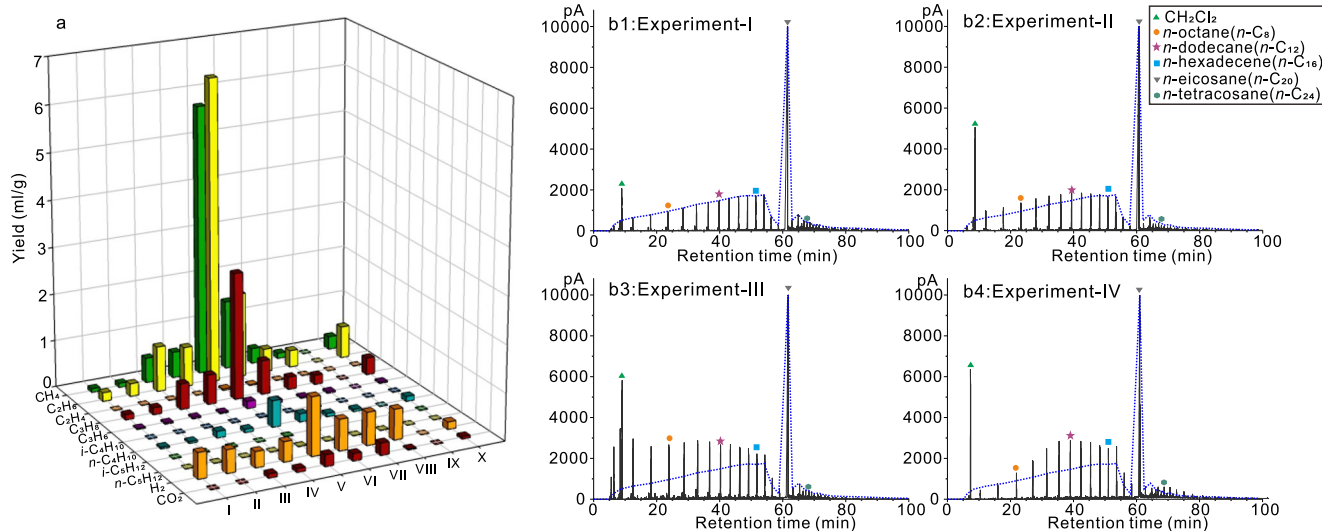 a
7
6
5
4
3
2
1
0
Yield (ml/g)
CH₄
C₂H₆
C₂H₄
C₃H₈
C₃H₆
i-C₄H₁₀
n-C₄H₁₀
i-C₅H₁₂
n-C₅H₁₂
H₂
CO₂
I
II
III
IV
V
VI
VII
VIII
IX
X
b1:Experiment-I
pA
10000
8000
6000
4000
2000
0
0 20 40 60 80 100
Retention time (min)
b2:Experiment-II
pA
10000
8000
6000
4000
2000
0
0 20 40 60 80 100
Retention time (min)
CH₂Cl₂
n-octane(n-C₈)
n-dodecane(n-C₁₂)
n-hexadecene(n-C₁₆)
n-eicosane(n-C₂₀)
n-tetracosane(n-C₂₄)
b3:Experiment-III
pA
10000
8000
6000
4000
2000
0
0 20 40 60 80 100
Retention time (min)
b4:Experiment-IV
pA
10000
8000
6000
4000
2000
0
0 20 40 60 80 100
Retention time (min)